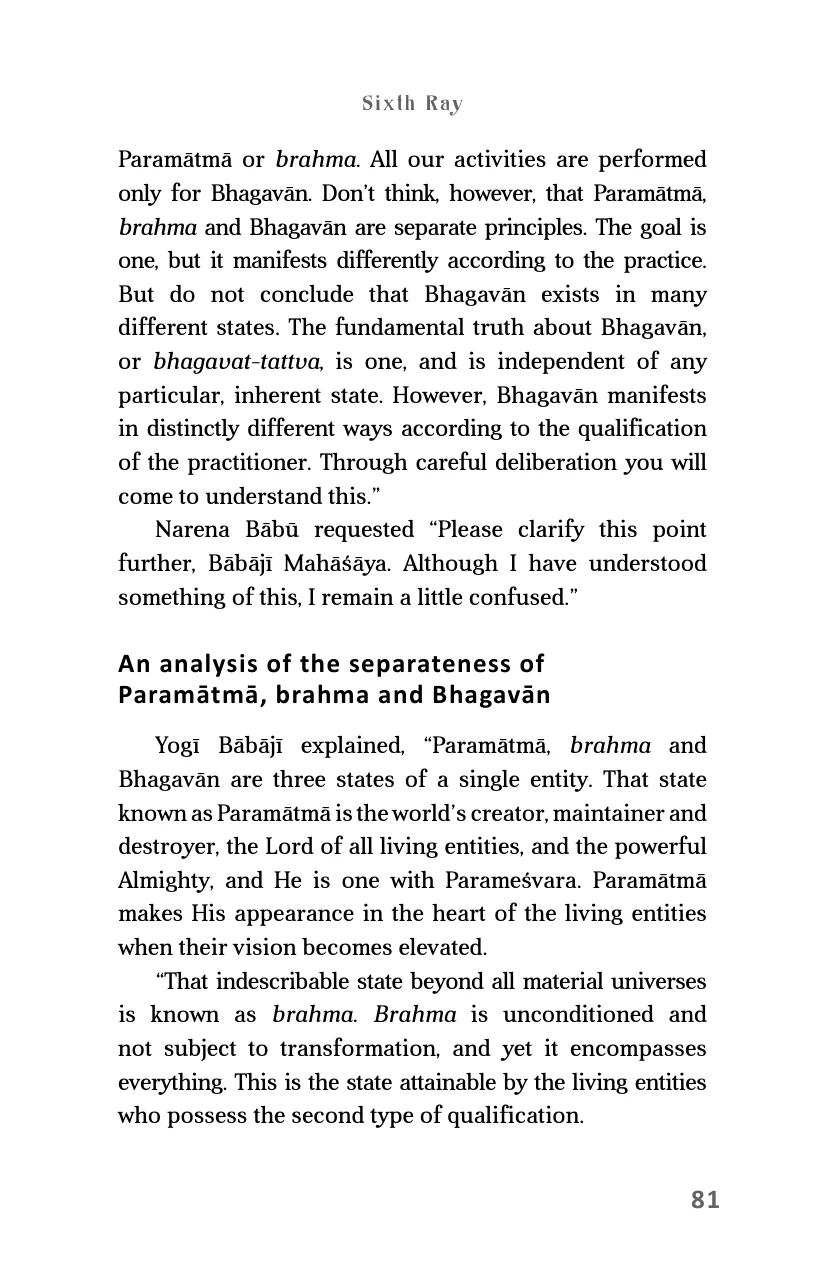 Sixth Ray
Paramātmā or brahma. All our activities are performed
only for Bhagavān. Don’t think, however, that Paramātmā,
brahma and Bhagavān are separate principles. The goal is
one, but it manifests differently according to the practice.
But do not conclude that Bhagavān exists in many
different states. The fundamental truth about Bhagavān,
or bhagavat-tattva, is one, and is independent of any
particular, inherent state. However, Bhagavān manifests
in distinctly different ways according to the qualification
of the practitioner. Through careful deliberation you will
come to understand this.”
Narena Bābū requested “Please clarify this point
further, Bābājī Mahāśāya. Although I have understood
something of this, I remain a little confused.”
An analysis of the separateness of
Paramātmā, brahma and Bhagavān
Yogī Bābājī explained, “Paramātmā, brahma and
Bhagavān are three states of a single entity. That state
known as Paramātmā is the world’s creator, maintainer and
destroyer, the Lord of all living entities, and the powerful
Almighty, and He is one with Parameśvara. Paramātmā
makes His appearance in the heart of the living entities
when their vision becomes elevated.
“That indescribable state beyond all material universes
is known as brahma. Brahma is unconditioned and
not subject to transformation, and yet it encompasses
everything. This is the state attainable by the living entities
who possess the second type of qualification.
81